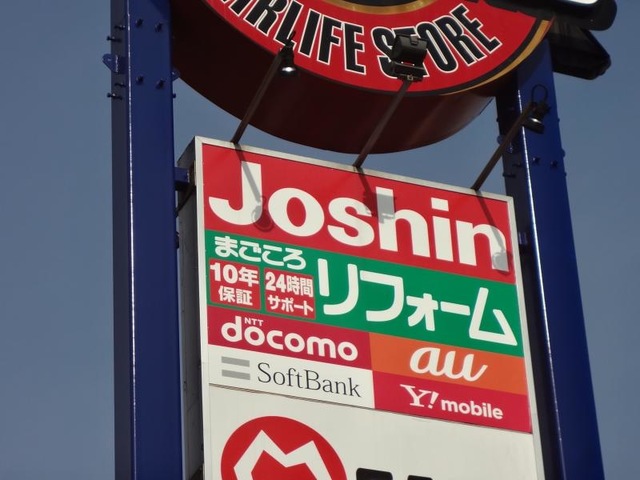 AIRLIFE STORE
Joshin
まごころ
10年
保証
24時間
サポート
リフォーム
NTT
docomo
au
SoftBank
Y!mobile